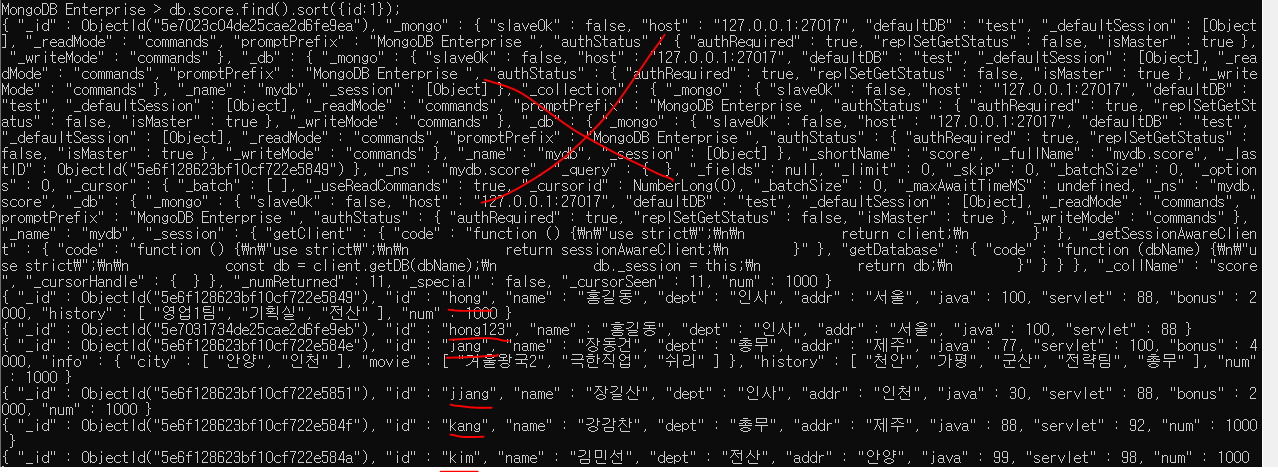 MongoDB Enterprise > db.score.find().sort({id:1});
{ "_id" : ObjectId("5e7023c04de25cae2d6fe9ea"), "_mongo" : { "slaveOk" : false, "host" : "127.0.0.1:27017", "defaultDB" : "test", "_defaultSession" : [Object
], "_readMode" : "commands", "promptPrefix" : "MongoDB Enterprise ", "authStatus" : { "authRequired" : true, "replSetGetStatus" : false, "isMaster" : true },
"_writeMode" : "commands" }, "_db" : { "_mongo" : { "slaveOk" : false, "host" : "127.0.0.1:27017", "defaultDB" : "test", "_defaultSession" : [Object], "_rea
dMode" : "commands", "promptPrefix" : "MongoDB Enterprise ", "authStatus" : { "authRequired" : true, "replSetGetStatus" : false, "isMaster" : true }, "_write
Mode" : "commands" }, "_name" : "mydb", "_session" : [Object] }, "_collection" : { "_mongo" : { "slaveOk" : false, "host" : "127.0.0.1:27017", "defaultDB" :
"test", "_defaultSession" : [Object], "_readMode" : "commands", "promptPrefix" : "MongoDB Enterprise ", "authStatus" : { "authRequired" : true, "replSetGetSt
atus" : false, "isMaster" : true }, "_writeMode" : "commands" }, "_db" : { "_mongo" : { "slaveOk" : false, "host" : "127.0.0.1:27017", "defaultDB" : "test",
"_defaultSession" : [Object], "_readMode" : "commands", "promptPrefix" : "MongoDB Enterprise ", "authStatus" : { "authRequired" : true, "replSetGetStatus" :
false, "isMaster" : true }, "_writeMode" : "commands" }, "_name" : "mydb", "_session" : [Object] }, "_shortName" : "score", "_fullName" : "mydb.score", "_la
stID" : ObjectId("5e6f128623bf10cf722e5849") }, "_ns" : "mydb.score", "_query" : { }, "_fields" : null, "_limit" : 0, "_skip" : 0, "_batchSize" : 0, "_option
s" : 0, "_cursor" : { "_batch" : [ ], "_useReadCommands" : true, "_cursorid" : NumberLong(0), "_batchSize" : 0, "_maxAwaitTimeMS" : undefined, "_ns" : "mydb.
score", "_db" : { "_mongo" : { "slaveOk" : false, "host" : "127.0.0.1:27017", "defaultDB" : "test", "_defaultSession" : [Object], "_readMode" : "commands", "
promptPrefix" : "MongoDB Enterprise ", "authStatus" : { "authRequired" : true, "replSetGetStatus" : false, "isMaster" : true }, "_writeMode" : "commands" },
"_name" : "mydb", "_session" : { "getClient" : { "code" : "function () {₩n₩"use strict₩";₩n₩n return client;₩n }" }, "_getSessionAwareClien
t" : { "code" : "function () {₩n₩"use strict₩";₩n₩n return sessionAwareClient;₩n }" }, "getDatabase" : { "code" : "function (dbName) {₩n₩"u
se strict₩";₩n₩n const db = client.getDB(dbName);₩n db._session = this;₩n return db;₩n }" } } }, "_collName" : "score
", "_cursorHandle" : { } }, "_numReturned" : 11, "_special" : false, "_cursorSeen" : 11, "num" : 1000 }
{ "_id" : ObjectId("5e6f128623bf10cf722e5849"), "id" : "hong", "name" : "홍길동", "dept" : "인사", "addr" : "서울", "java" : 100, "servlet" : 88, "bonus" : 2
000, "history" : [ "영업1팀", "기획실", "전산" ], "num" : 1000 }
{ "_id" : ObjectId("5e7031734de25cae2d6fe9eb"), "id" : "hong123", "name" : "홍길동", "dept" : "인사", "addr" : "서울", "java" : 100, "servlet" : 88 }
{ "_id" : ObjectId("5e6f128623bf10cf722e584e"), "id" : "jang", "name" : "장동건", "dept" : "총무", "addr" : "제주", "java" : 77, "servlet" : 100, "bonus" : 4
000, "info" : { "city" : [ "안양", "인천" ], "movie" : [ "겨울왕국2", "극한직업", "쉬리" ] }, "history" : [ "천안", "가평", "군산", "전략팀", "총무" ], "num"
: 1000 }
{ "_id" : ObjectId("5e6f128623bf10cf722e5851"), "id" : "jjang", "name" : "장길산", "dept" : "인사", "addr" : "인천", "java" : 30, "servlet" : 88, "bonus" : 2
000, "num" : 1000 }
{ "_id" : ObjectId("5e6f128623bf10cf722e584f"), "id" : "kang", "name" : "강감찬", "dept" : "총무", "addr" : "제주", "java" : 88, "servlet" : 92, "num" : 1000
}
{ "_id" : ObjectId("5e6f128623bf10cf722e584a"), "id" : "kim", "name" : "김민선", "dept" : "전산", "addr" : "안양", "java" : 99, "servlet" : 98, "num" : 1000